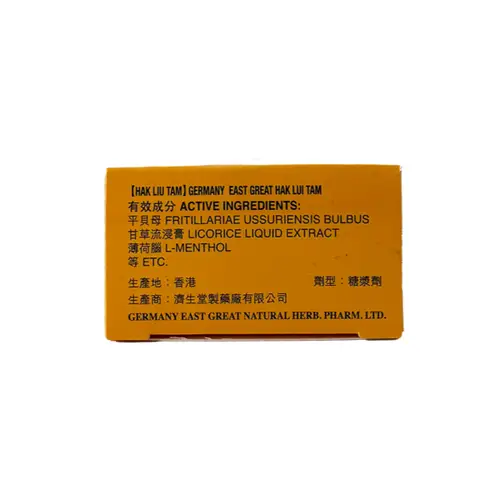 【HAK LIU TAM】GERMANY EAST GREAT HAK LUI TAM
有效成分 ACTIVE INGREDIENTS:
平貝母 FRITILLARIAE USSURIENSIS BULBUS
甘草流浸膏 LICORICE LIQUID EXTRACT
薄荷腦 L-MENTHOL
等 ETC.
生產地：香港 劑型：糖漿劑
生產商：濟生堂製藥廠有限公司
GERMANY EAST GREAT NATURAL HERB. PHARM. LTD.